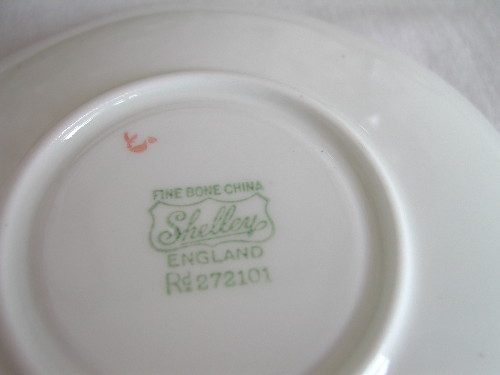 FINE BONE CHINA
Shelley
ENGLAND
Rd. 272101